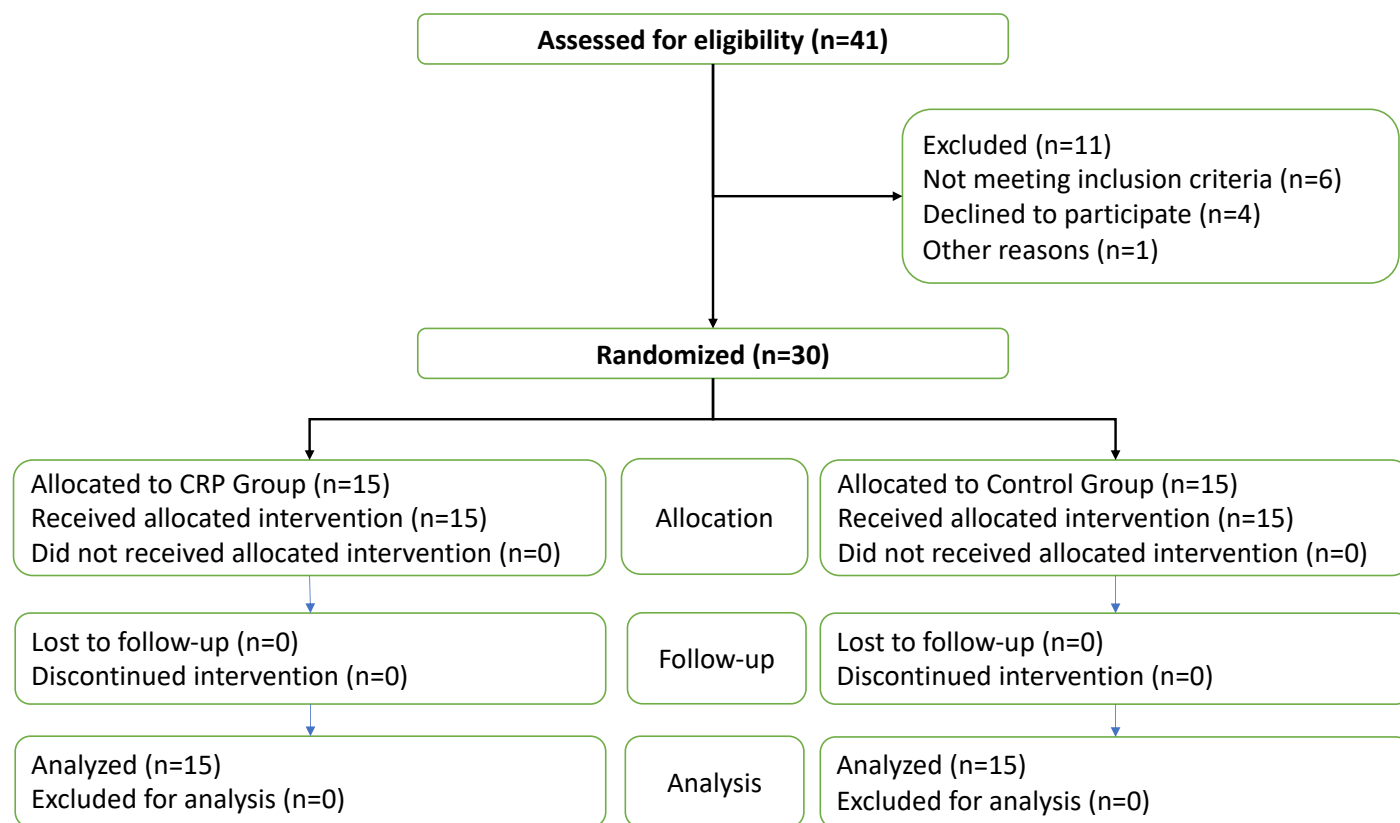 Assessed for eligibility (n=41)
Excluded (n=11)
Not meeting inclusion criteria (n=6)
Declined to participate (n=4)
Other reasons (n=1)
Randomized (n=30)
Allocated to CRP Group (n=15)
Received allocated intervention (n=15)
Did not received allocated intervention (n=0)
Allocation
Allocated to Control Group (n=15)
Received allocated intervention (n=15)
Did not received allocated intervention (n=0)
Lost to follow-up (n=0)
Discontinued intervention (n=0)
Follow-up
Lost to follow-up (n=0)
Discontinued intervention (n=0)
Analyzed (n=15)
Excluded for analysis (n=0)
Analysis
Analyzed (n=15)
Excluded for analysis (n=0)